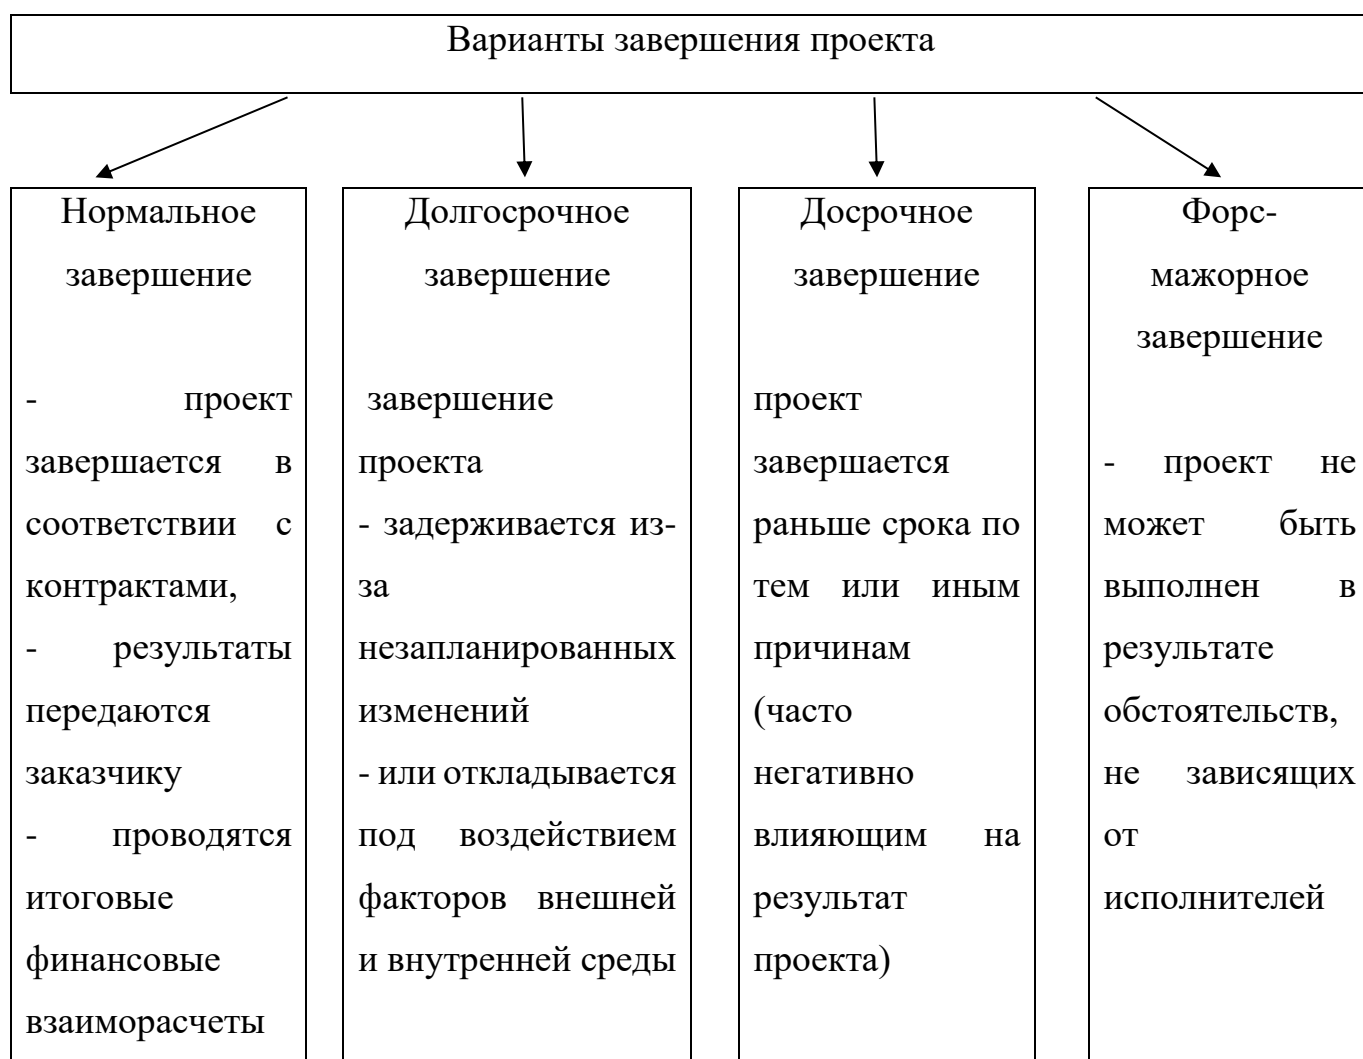 Варианты завершения проекта
Нормальное
завершение
- проект
завершается в
соответствии с
контрактами,
- результаты
передаются
заказчику
- проводятся
итоговые
финансовые
взаиморасчеты
Долгосрочное
завершение
завершение
проекта
- задерживается из-
за
незапланированных
изменений
- или откладывается
под воздействием
факторов внешней
и внутренней среды
Досрочное
завершение
проект
завершается
раньше срока по
тем или иным
причинам
(часто
негативно
влияющим на
результат
проекта)
Форс-
мажорное
завершение
- проект не
может быть
выполнен в
результате
обстоятельств,
не зависящих
от
исполнителей